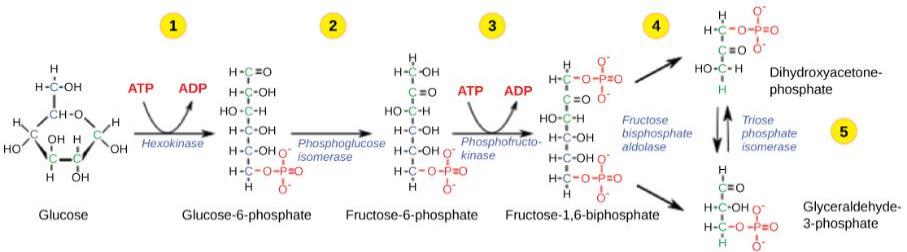 1
2
3
4
5
ATP ADP
Hexokinase
Phosphoglucose
isomerase
ATP ADP
Phosphofructo-
kinase
Fructose
bisphosphate
aldolase
Triose
phosphate
isomerase
Glucose
Glucose-6-phosphate
Fructose-6-phosphate
Fructose-1,6-biphosphate
Dihydroxyacetone-
phosphate
Glyceraldehyde-
3-phosphate